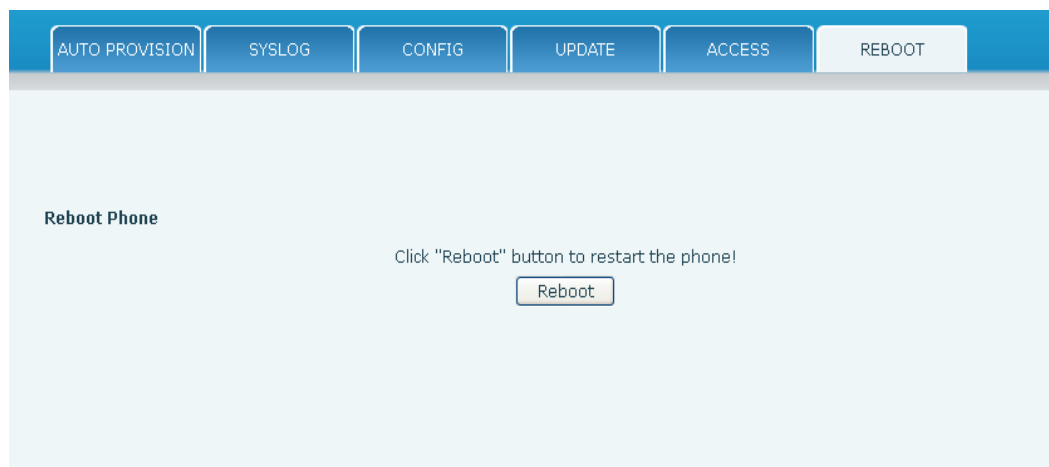 AUTO PROVISION SYSLOG CONFIG UPDATE ACCESS REBOOT
Reboot Phone
Click "Reboot" button to restart the phone!
Reboot